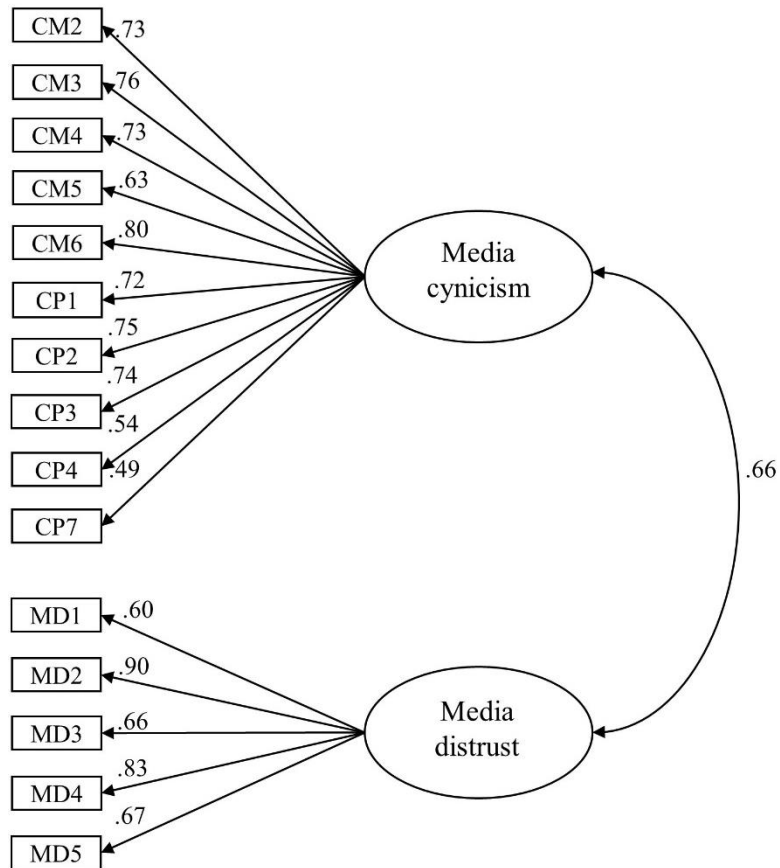 CM2 .73
CM3 .76
CM4 .73
CM5 .63
CM6 .80
CP1 .72
CP2 .75
CP3 .74
CP4 .54
CP7 .49
Media
cynicism
.66
MD1 .60
MD2 .90
MD3 .66
MD4 .83
MD5 .67
Media
distrust